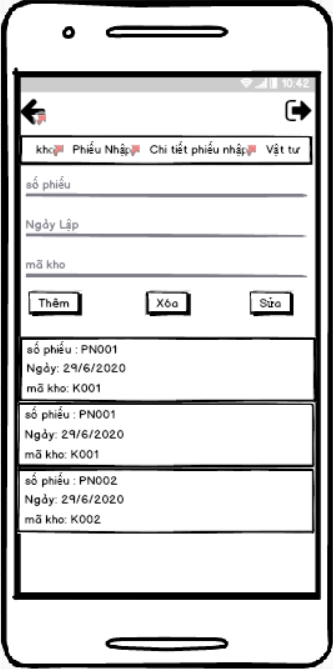 10:42
kho Phiếu Nhập Chi tiết phiếu nhập Vật tư
số phiếu
Ngày Lập
mã kho
Thêm Xóa Sửa
số phiếu : PN001
Ngày: 29/6/2020
mã kho: K001
số phiếu : PN001
Ngày: 29/6/2020
mã kho: K001
số phiếu : PN002
Ngày: 29/6/2020
mã kho: K002